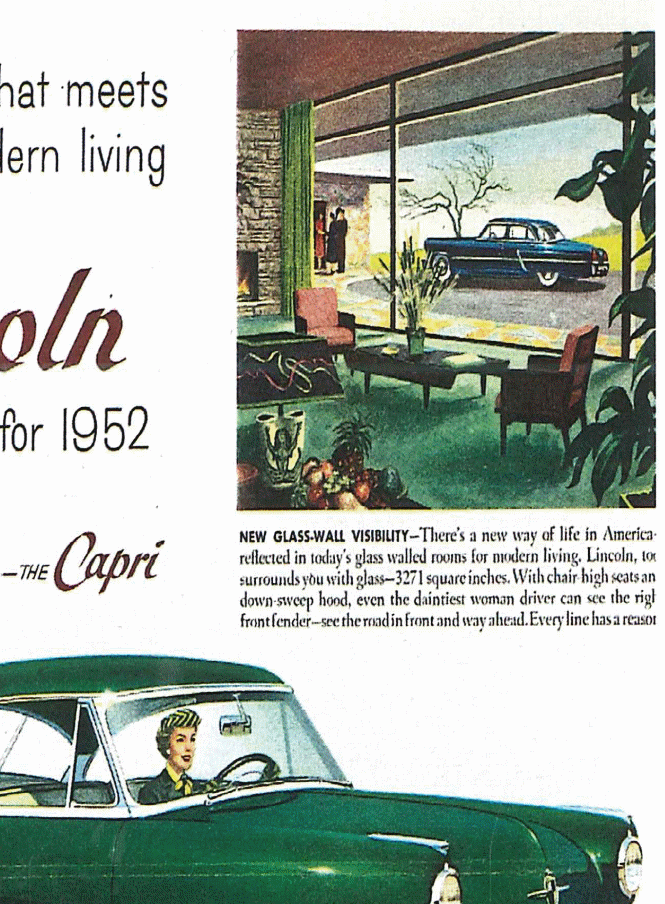 hat meets
dern living
oln
for 1952
–THE Capri
NEW GLASS-WALL VISIBILITY–There's a new way of life in America-
reflected in today's glass walled rooms for modern living. Lincoln, too
surrounds you with glass–3271 square inches. With chair-high seats an
down-sweep hood, even the daintiest woman driver can see the righ
front fender–see the road in front and way ahead. Every line has a reason